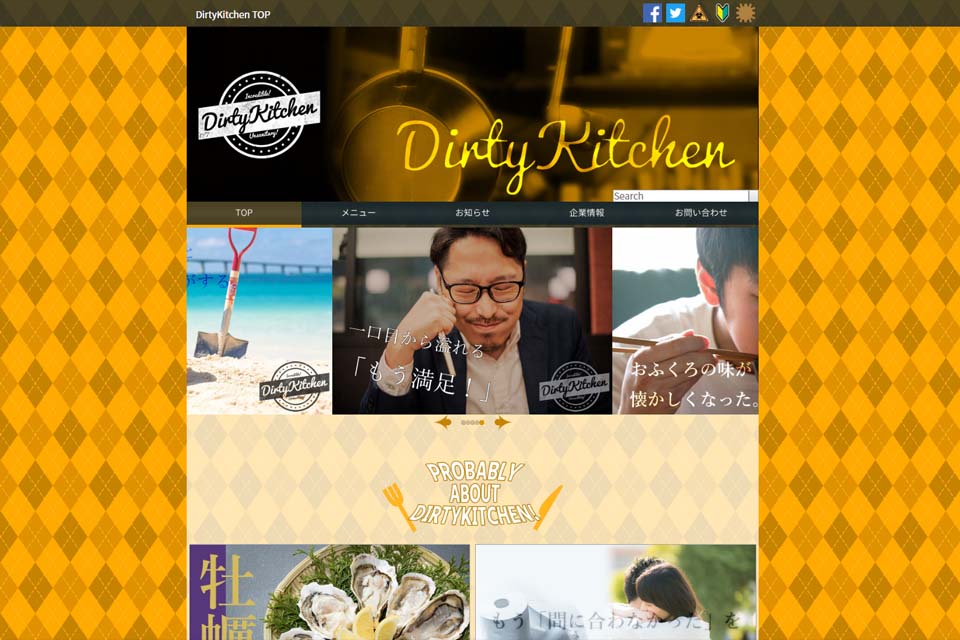 DirtyKitchen TOP
Incredible!
DirtyKitchen
Unsanitary!
DirtyKitchen
Search
TOP
メニュー
お知らせ
企業情報
お問い合わせ
がする
DirtyKitchen
一口目から溢れる
「もう満足！」
DirtyKitchen
おふくろの味が
懐かしくなった。
PROBABLY
ABOUT
DIRTYKITCHEN!
牡蠣
もう「間に合わなかった」を